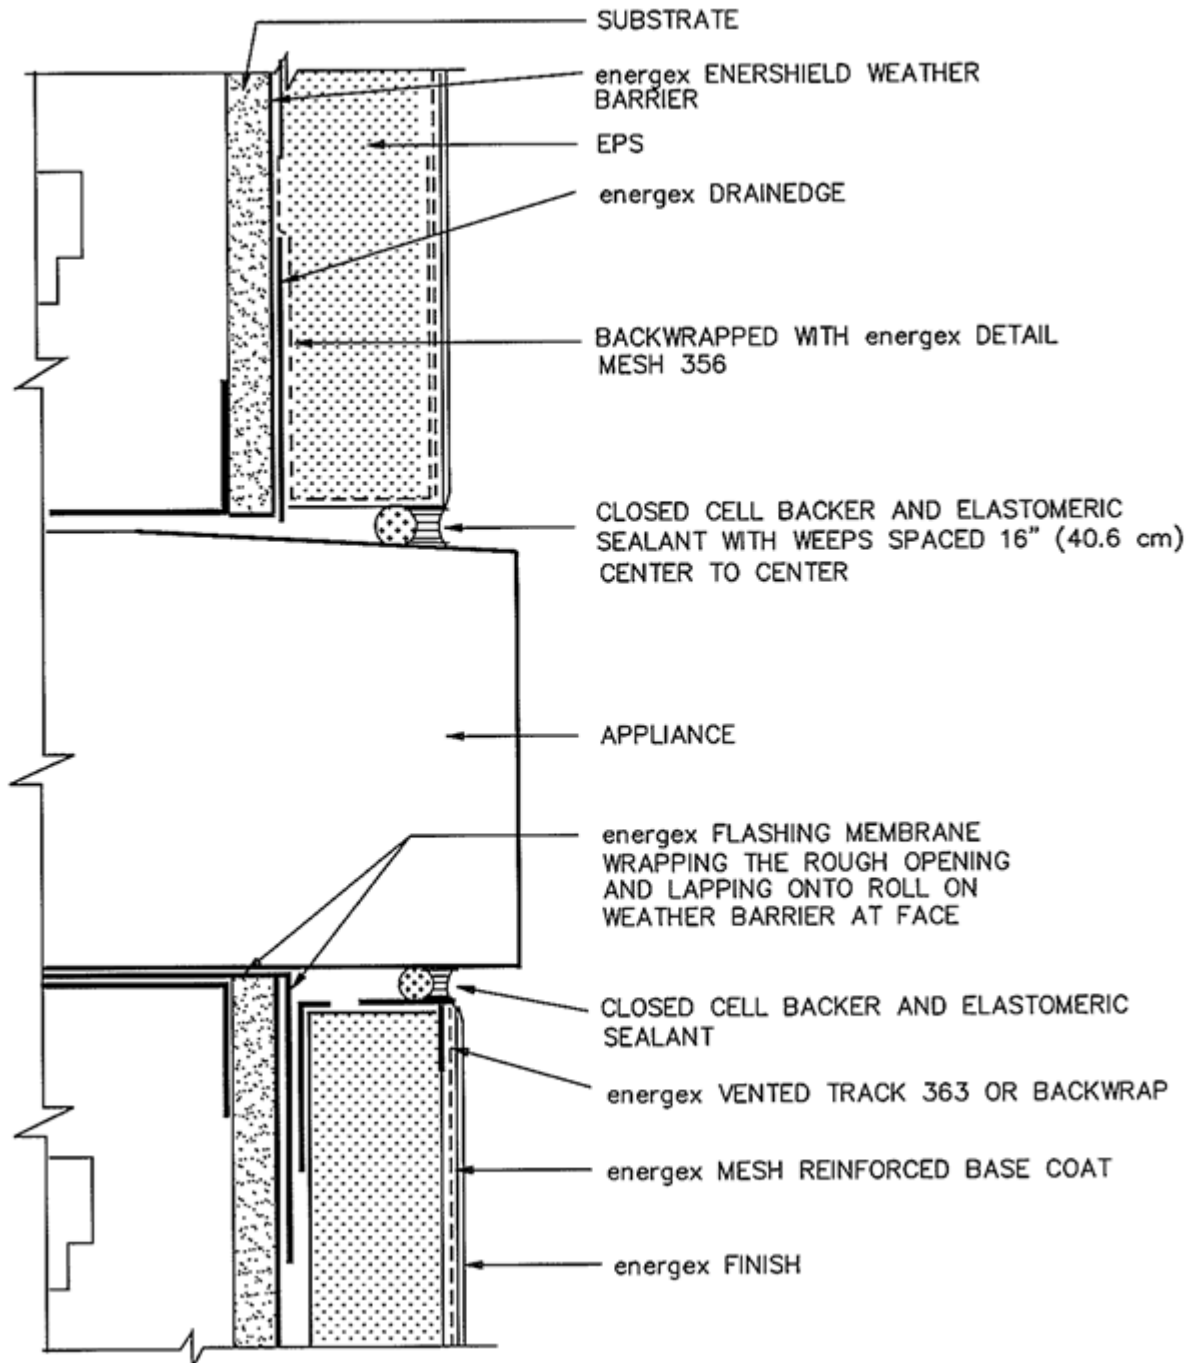 SUBSTRATE
energex ENERSHIELD WEATHER
BARRIER
EPS
energex DRAINEDGE
BACKWRAPPED WITH energex DETAIL
MESH 356
CLOSED CELL BACKER AND ELASTOMERIC
SEALANT WITH WEEPS SPACED 16" (40.6 cm)
CENTER TO CENTER
APPLIANCE
energex FLASHING MEMBRANE
WRAPPING THE ROUGH OPENING
AND LAPPING ONTO ROLL ON
WEATHER BARRIER AT FACE
CLOSED CELL BACKER AND ELASTOMERIC
SEALANT
energex VENTED TRACK 363 OR BACKWRAP
energex MESH REINFORCED BASE COAT
energex FINISH